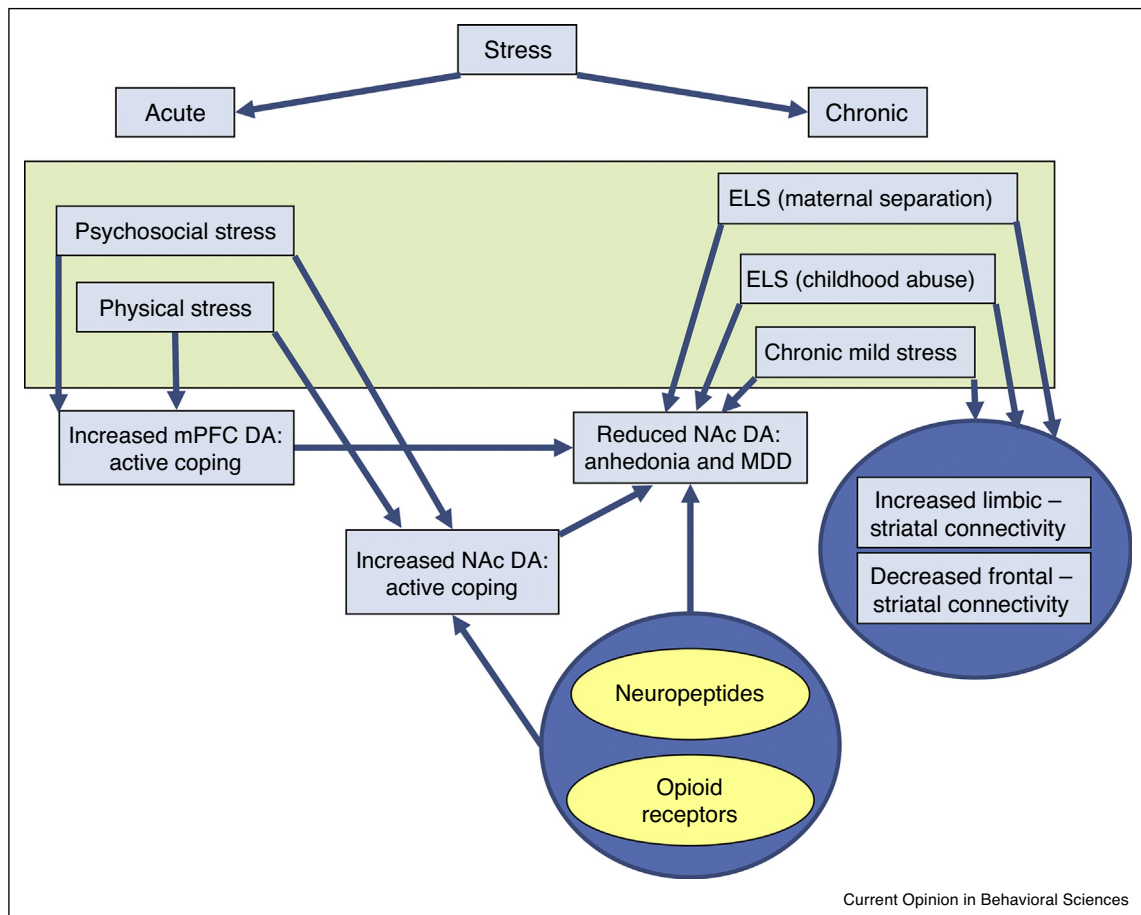 Stress
Acute
Chronic
ELS (maternal separation)
Psychosocial stress
ELS (childhood abuse)
Physical stress
Chronic mild stress
Increased mPFC DA:
active coping
Reduced NAc DA:
anhedonia and MDD
Increased limbic –
striatal connectivity
Decreased frontal –
striatal connectivity
Increased NAc DA:
active coping
Neuropeptides
Opioid
receptors
Current Opinion in Behavioral Sciences